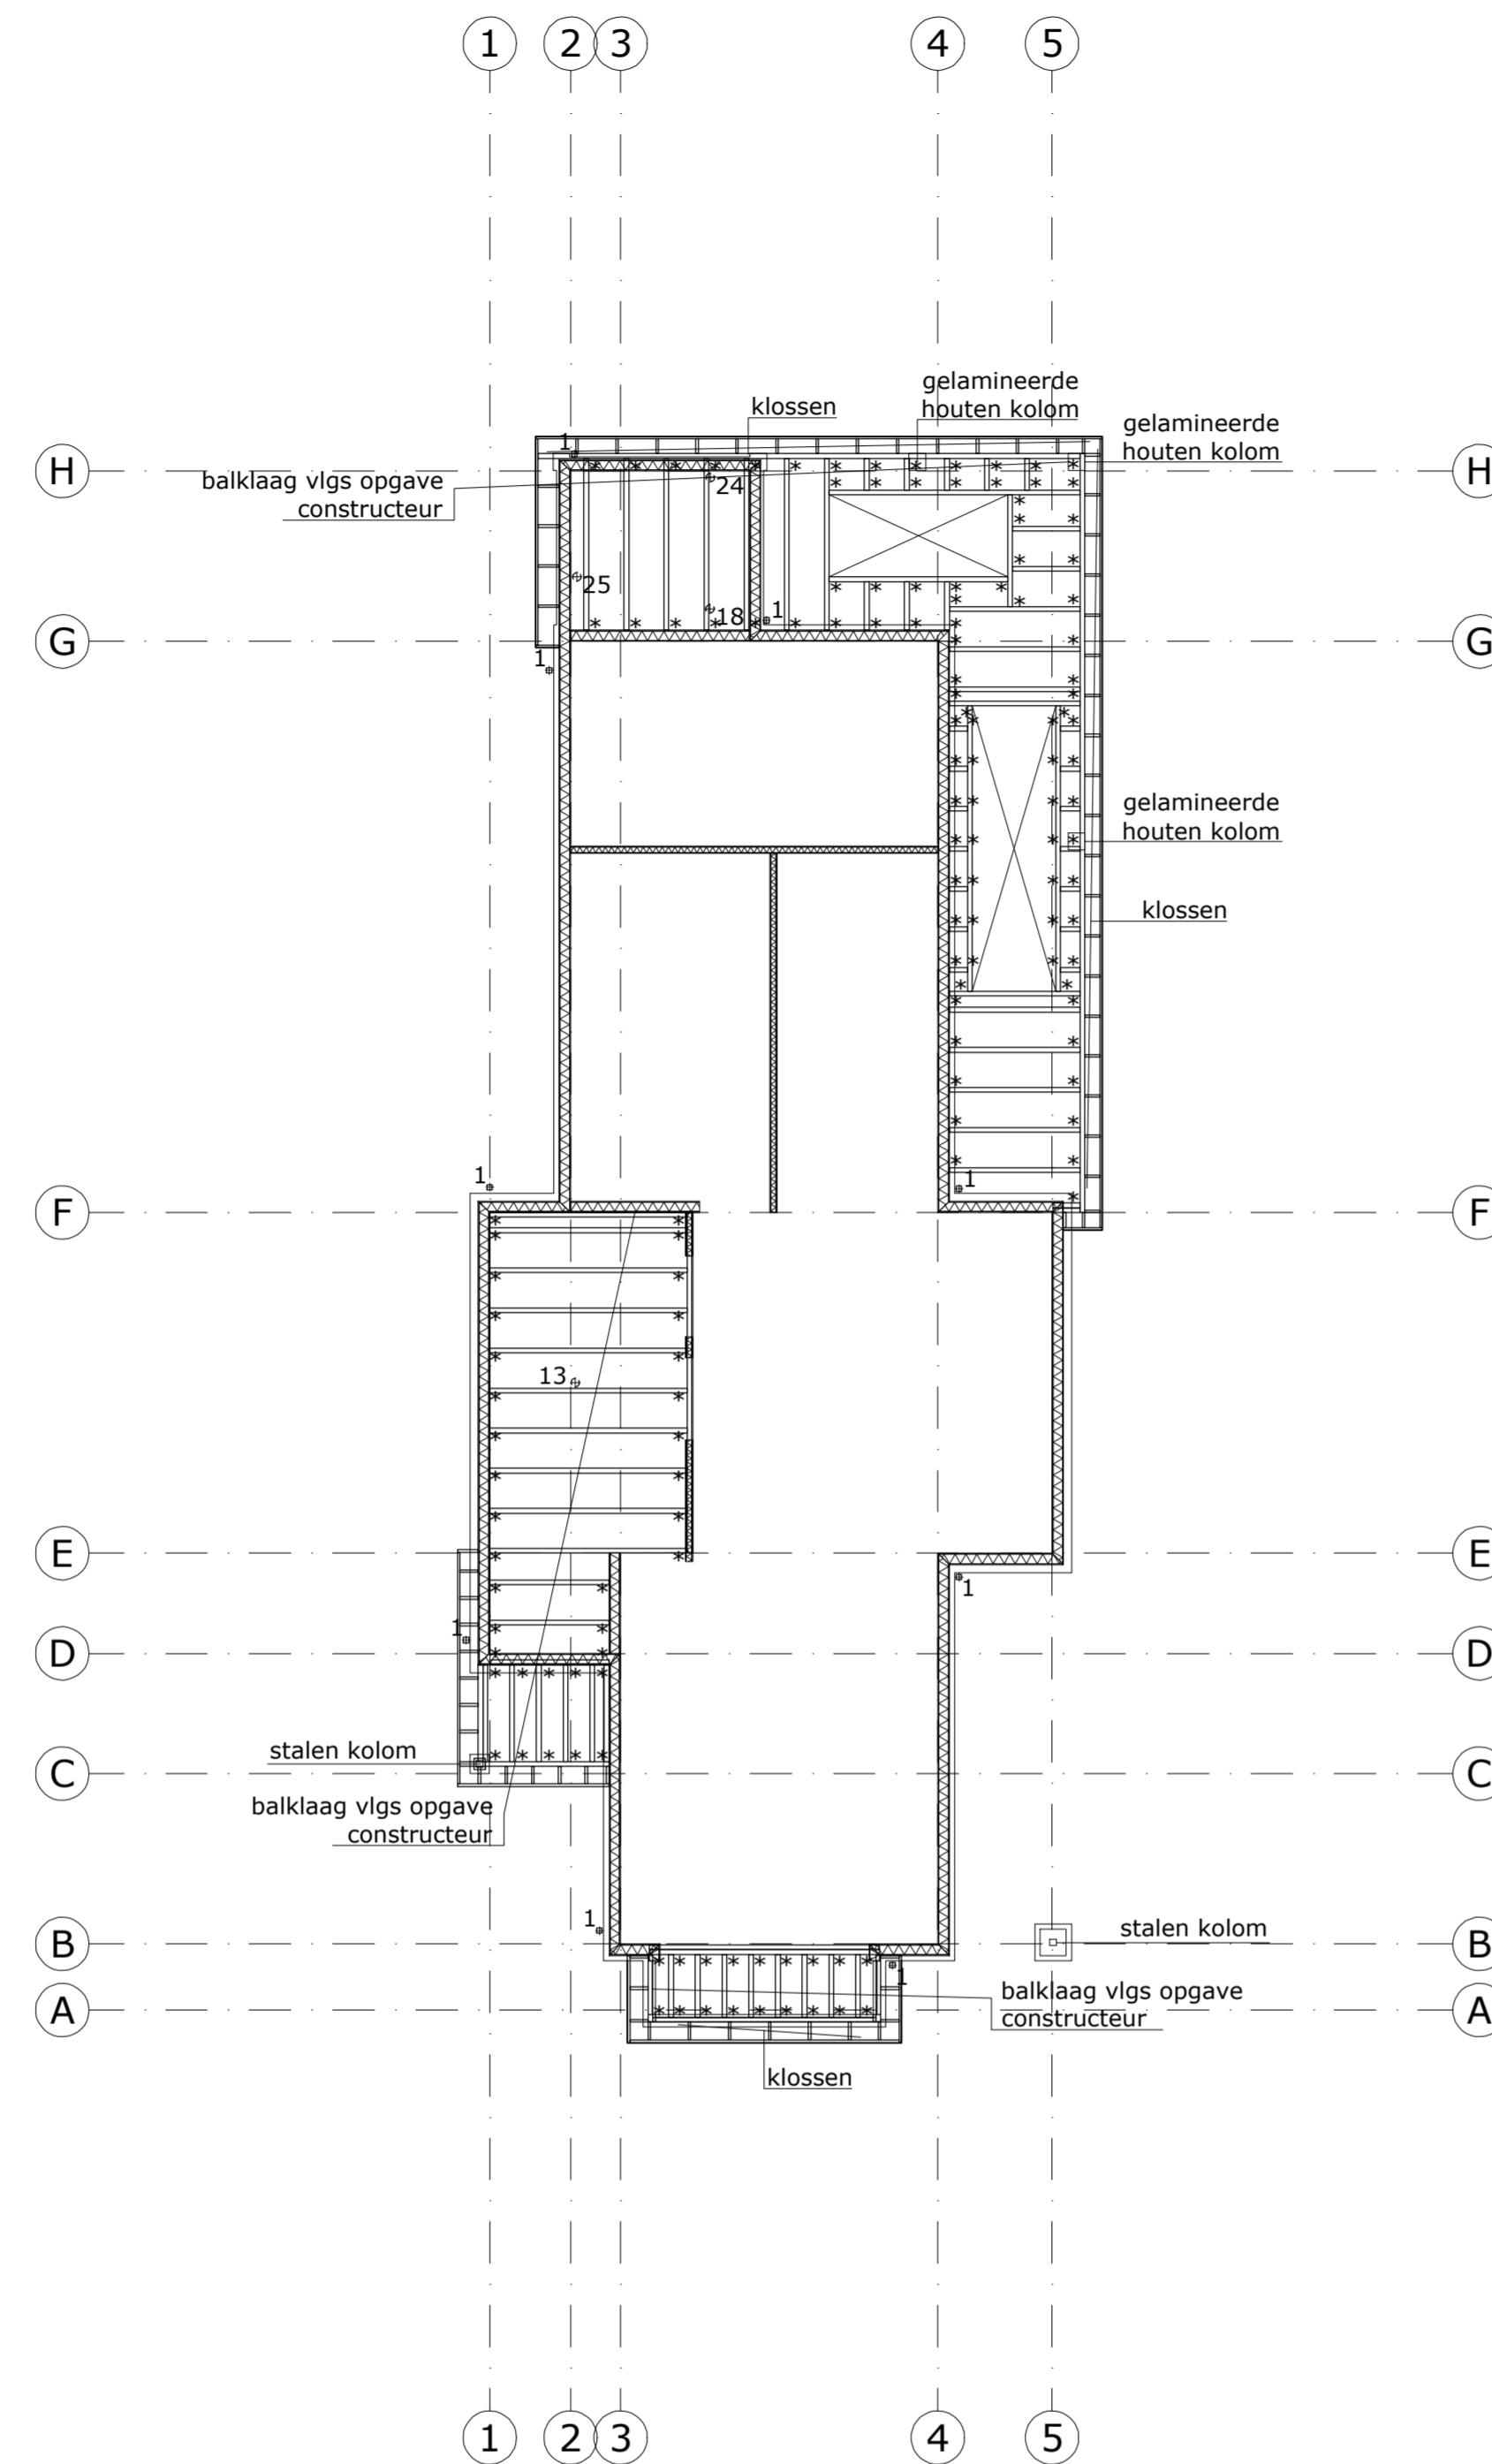 1 2 3 4 5
gelamineerde
houten kolom
klossen
gelamineerde
houten kolom
1
H H
balklaag vlgs opgave
constructeur
24
25
18 1
G G
1
gelamineerde
houten kolom
klossen
1 1
F F
13
E E
1
1
D D
stalen kolom
C C
balklaag vlgs opgave
constructeur
1
stalen kolom
B B
1
balklaag vlgs opgave
constructeur
A A
klossen
1 2 3 4 5